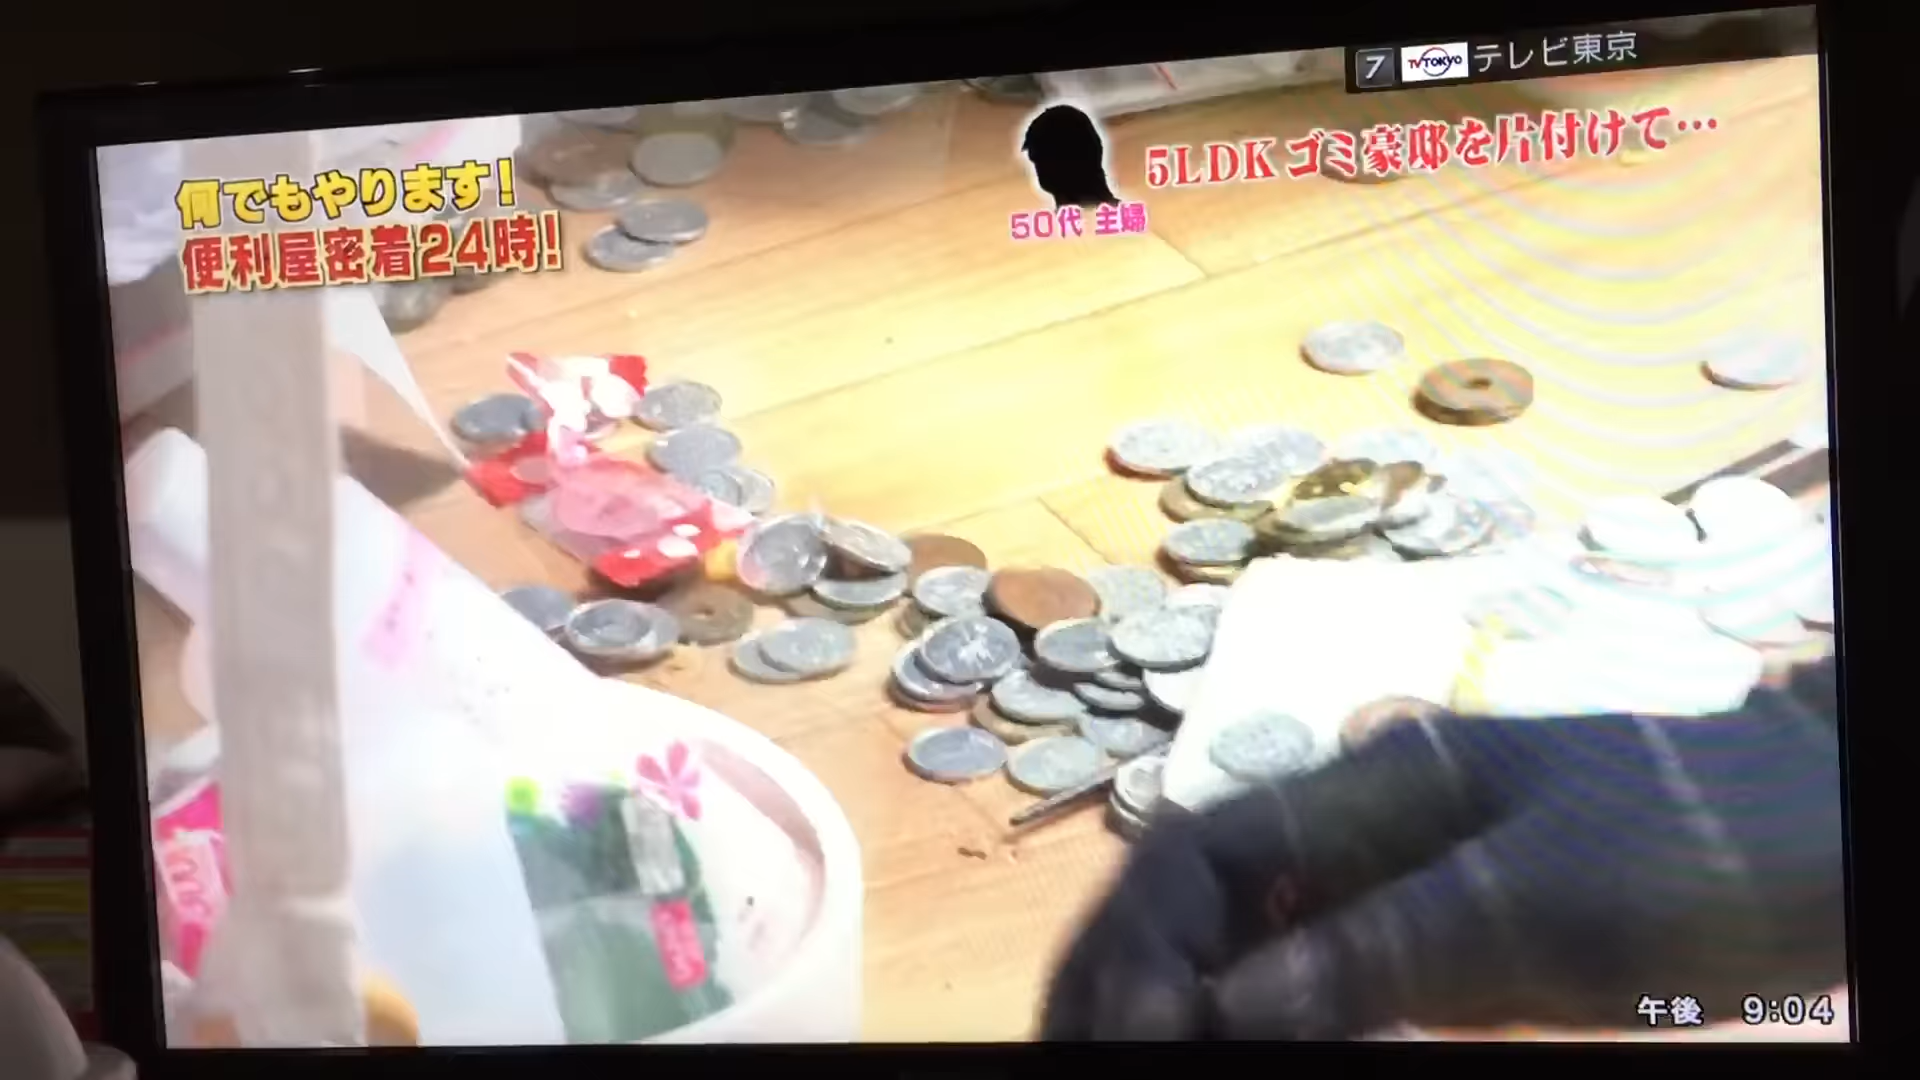 7 TV TOKYO テレビ東京
何でもやります!
便利屋密着24時!
5LDKゴミ豪邸を片付けて…
50代 主婦
午後 9:04